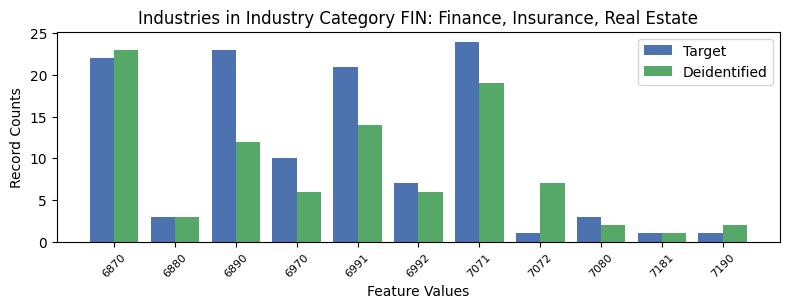 Industries in Industry Category FIN: Finance, Insurance, Real Estate
Target
Deidentified
Record Counts
25
20
15
10
5
0
6870 6880 6890 6970 6991 6992 7071 7072 7080 7181 7190
Feature Values